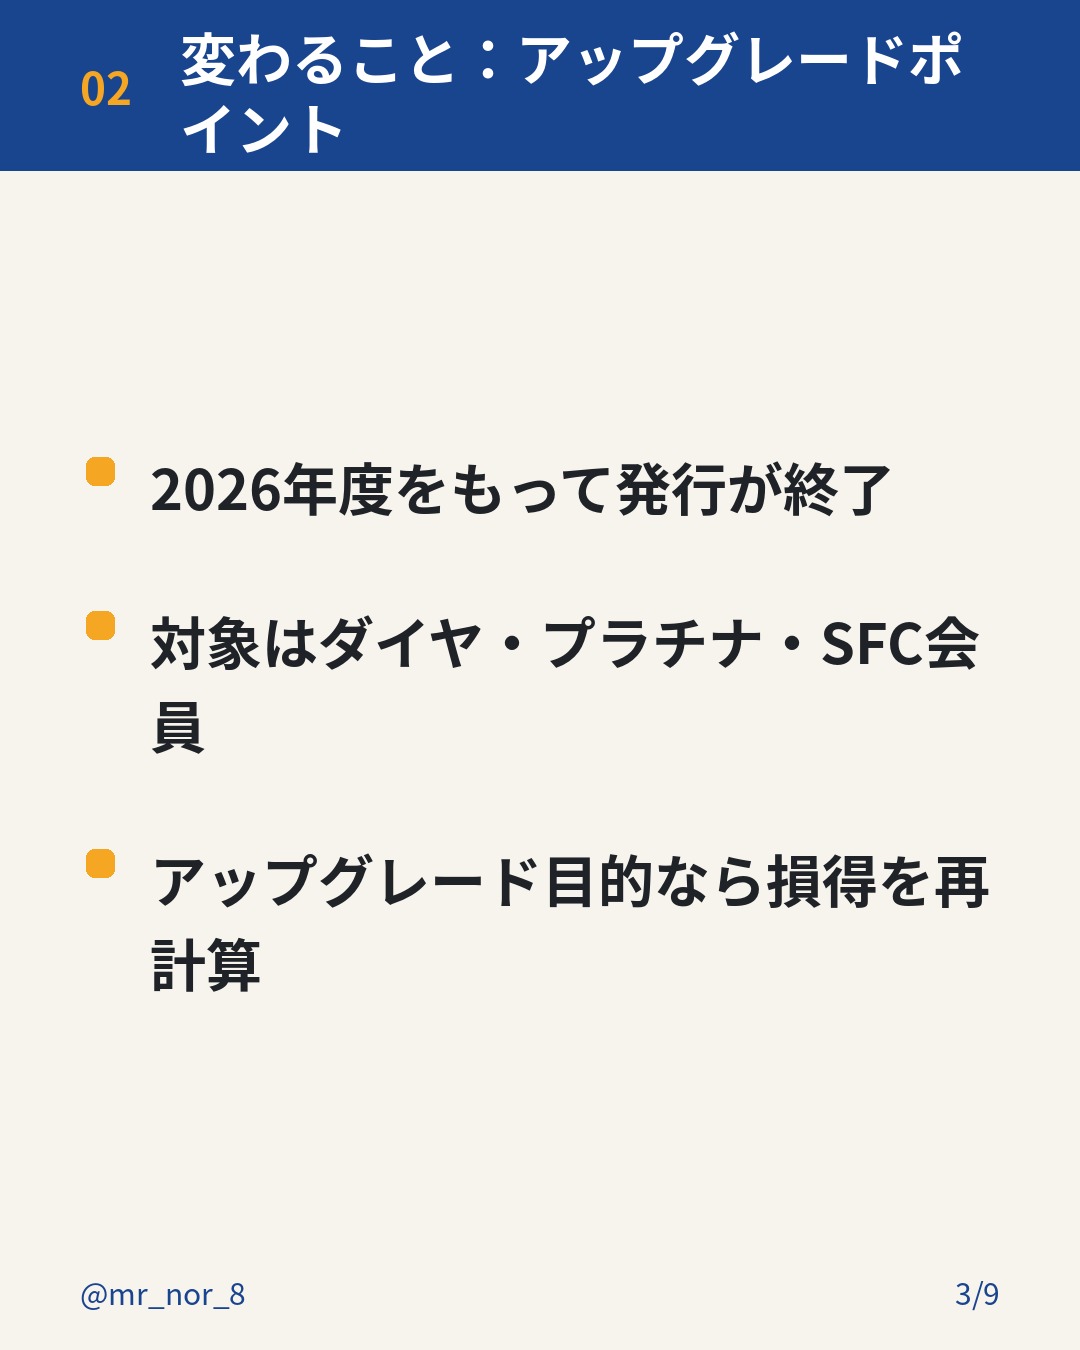 02
変わること：アップグレードポ
イント
2026年度をもって発行が終了
対象はダイヤ・プラチナ・SFC会
員
アップグレード目的なら損得を再
計算
@mr_nor_8
3/9